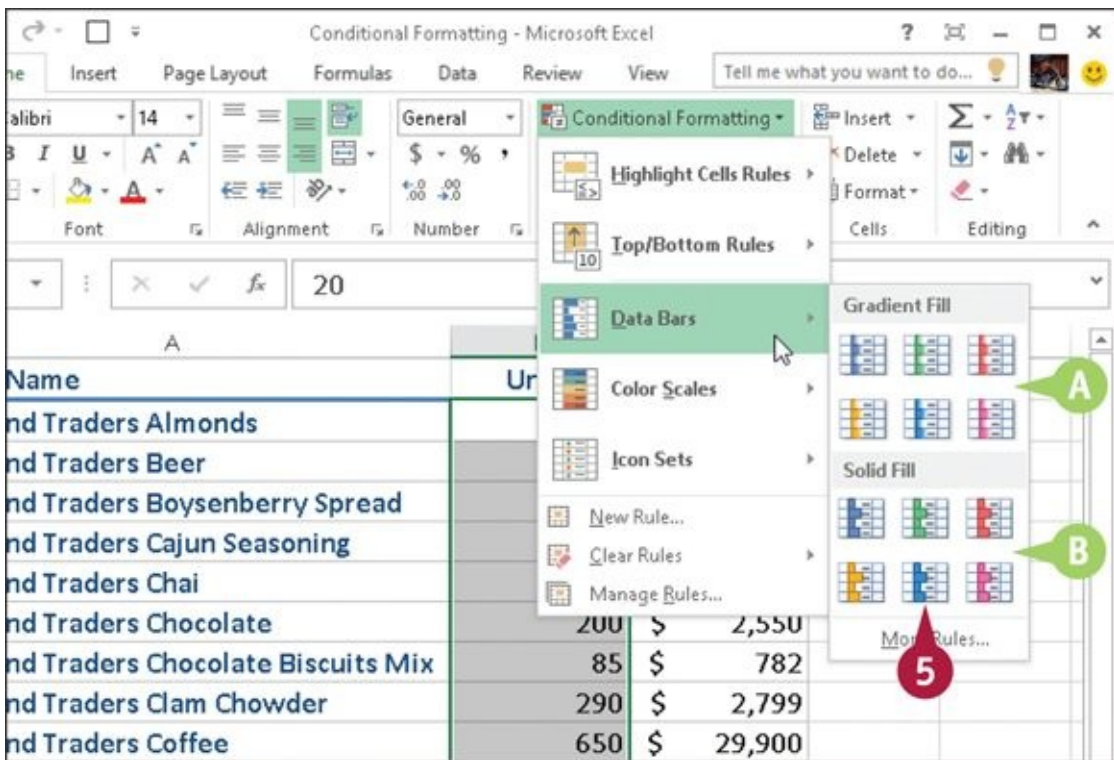 Conditional Formatting - Microsoft Excel ?
Insert Page Layout Formulas Data Review View Tell me what you want to do...
14 General Conditional Formatting Insert Σ A Z
I U A A $ % , Delete
A .0 .00 .00 .0 Format
Font Alignment Number Cells Editing
fx 20
Highlight Cells Rules
Top/Bottom Rules
10
Data Bars
Color Scales
Icon Sets
New Rule...
Clear Rules
Manage Rules...
Gradient Fill
A
Solid Fill
B
5
A
Name
nd Traders Almonds
nd Traders Beer
nd Traders Boysenberry Spread
nd Traders Cajun Seasoning
nd Traders Chai
nd Traders Chocolate 200 $ 2,550
nd Traders Chocolate Biscuits Mix 85 $ 782
nd Traders Clam Chowder 290 $ 2,799
nd Traders Coffee 650 $ 29,900